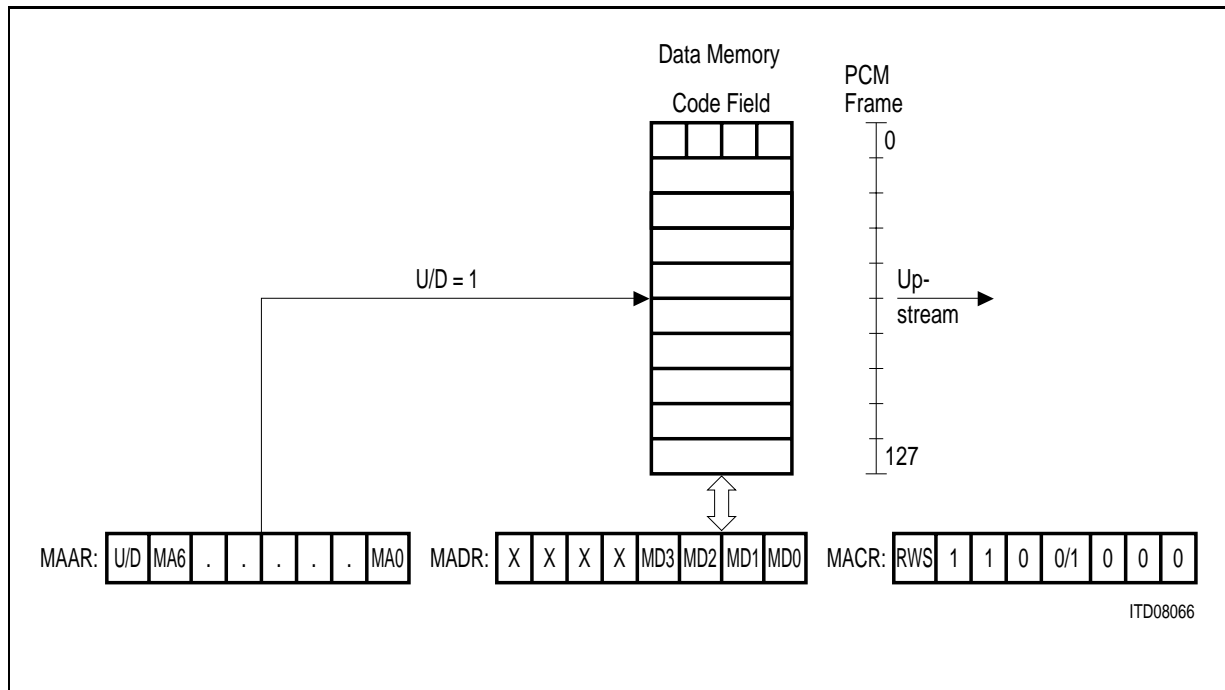 Data Memory
Code Field
PCM
Frame
0
U/D = 1
Up-
stream
127
MAAR: U/D MA6 . . . . . MA0 MADR: X X X X MD3 MD2 MD1 MD0 MACR: RWS 1 1 0 0/1 0 0 0
ITD08066